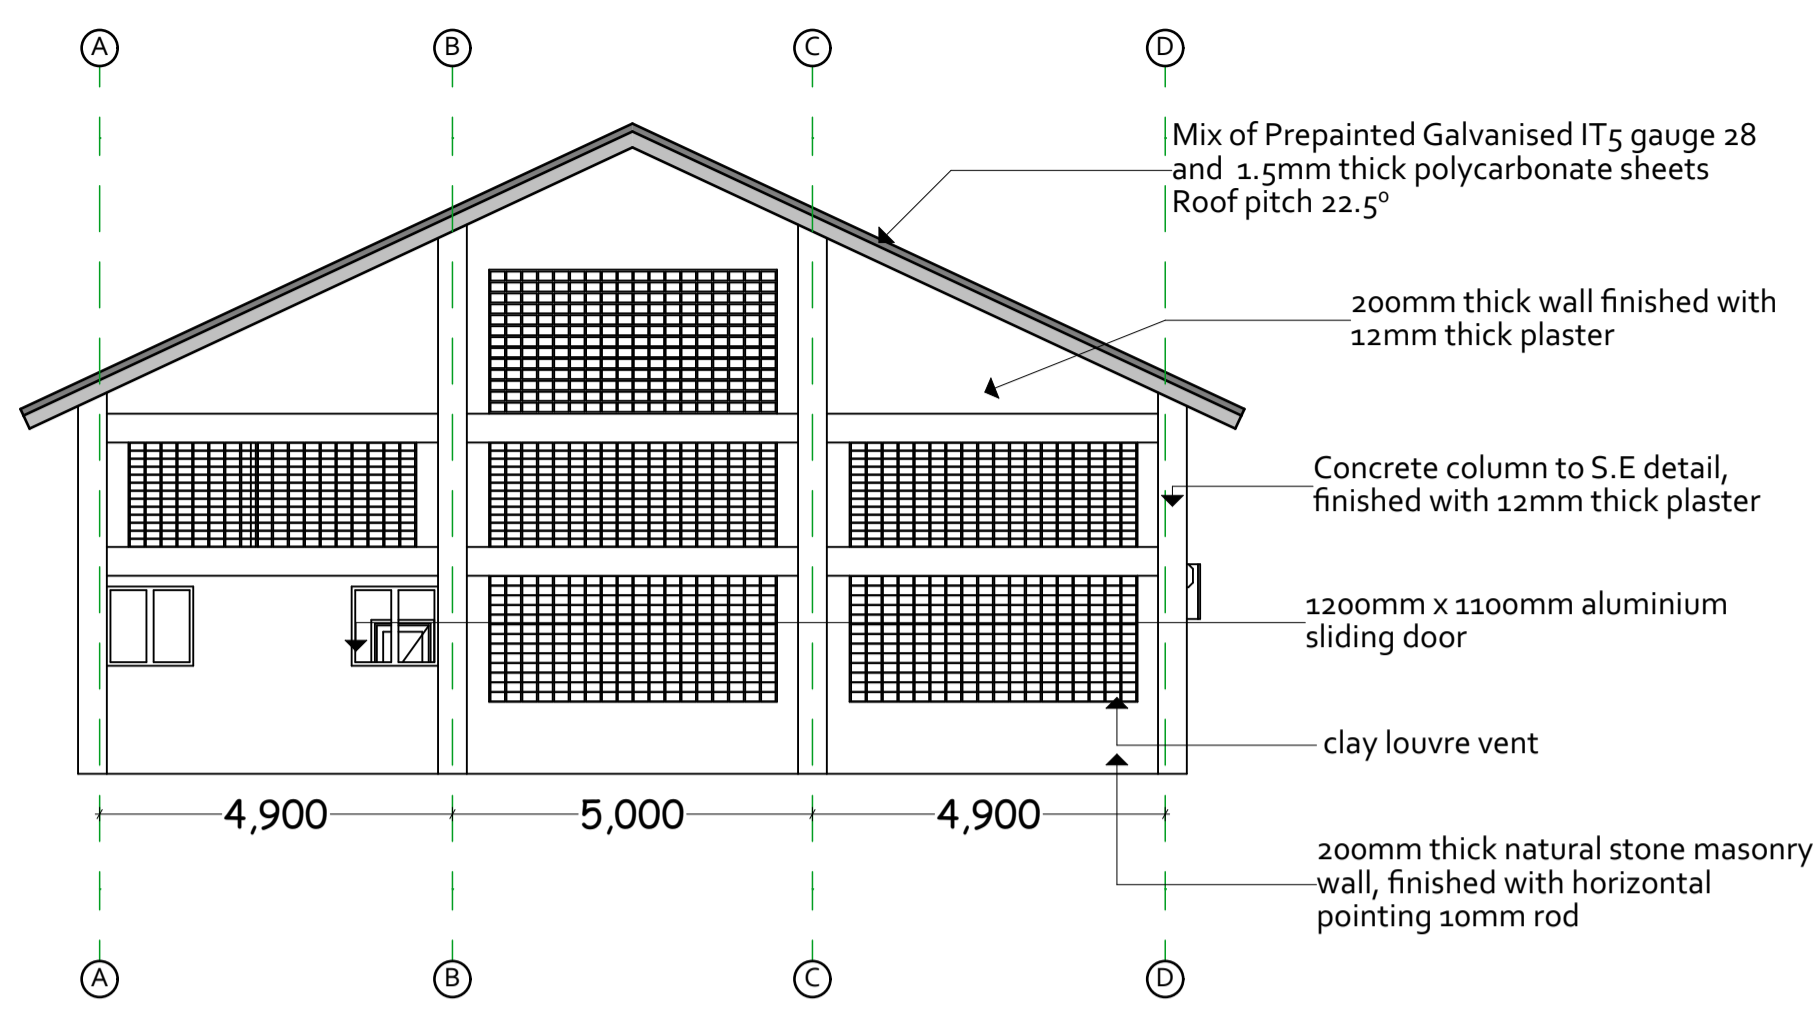 A B C D
Mix of Prepainted Galvanised IT5 gauge 28
and 1.5mm thick polycarbonate sheets
Roof pitch 22.5º
200mm thick wall finished with
12mm thick plaster
Concrete column to S.E detail,
finished with 12mm thick plaster
1200mm x 1100mm aluminium
sliding door
clay louvre vent
4,900 5,000 4,900
200mm thick natural stone masonry
wall, finished with horizontal
pointing 10mm rod
A B C D